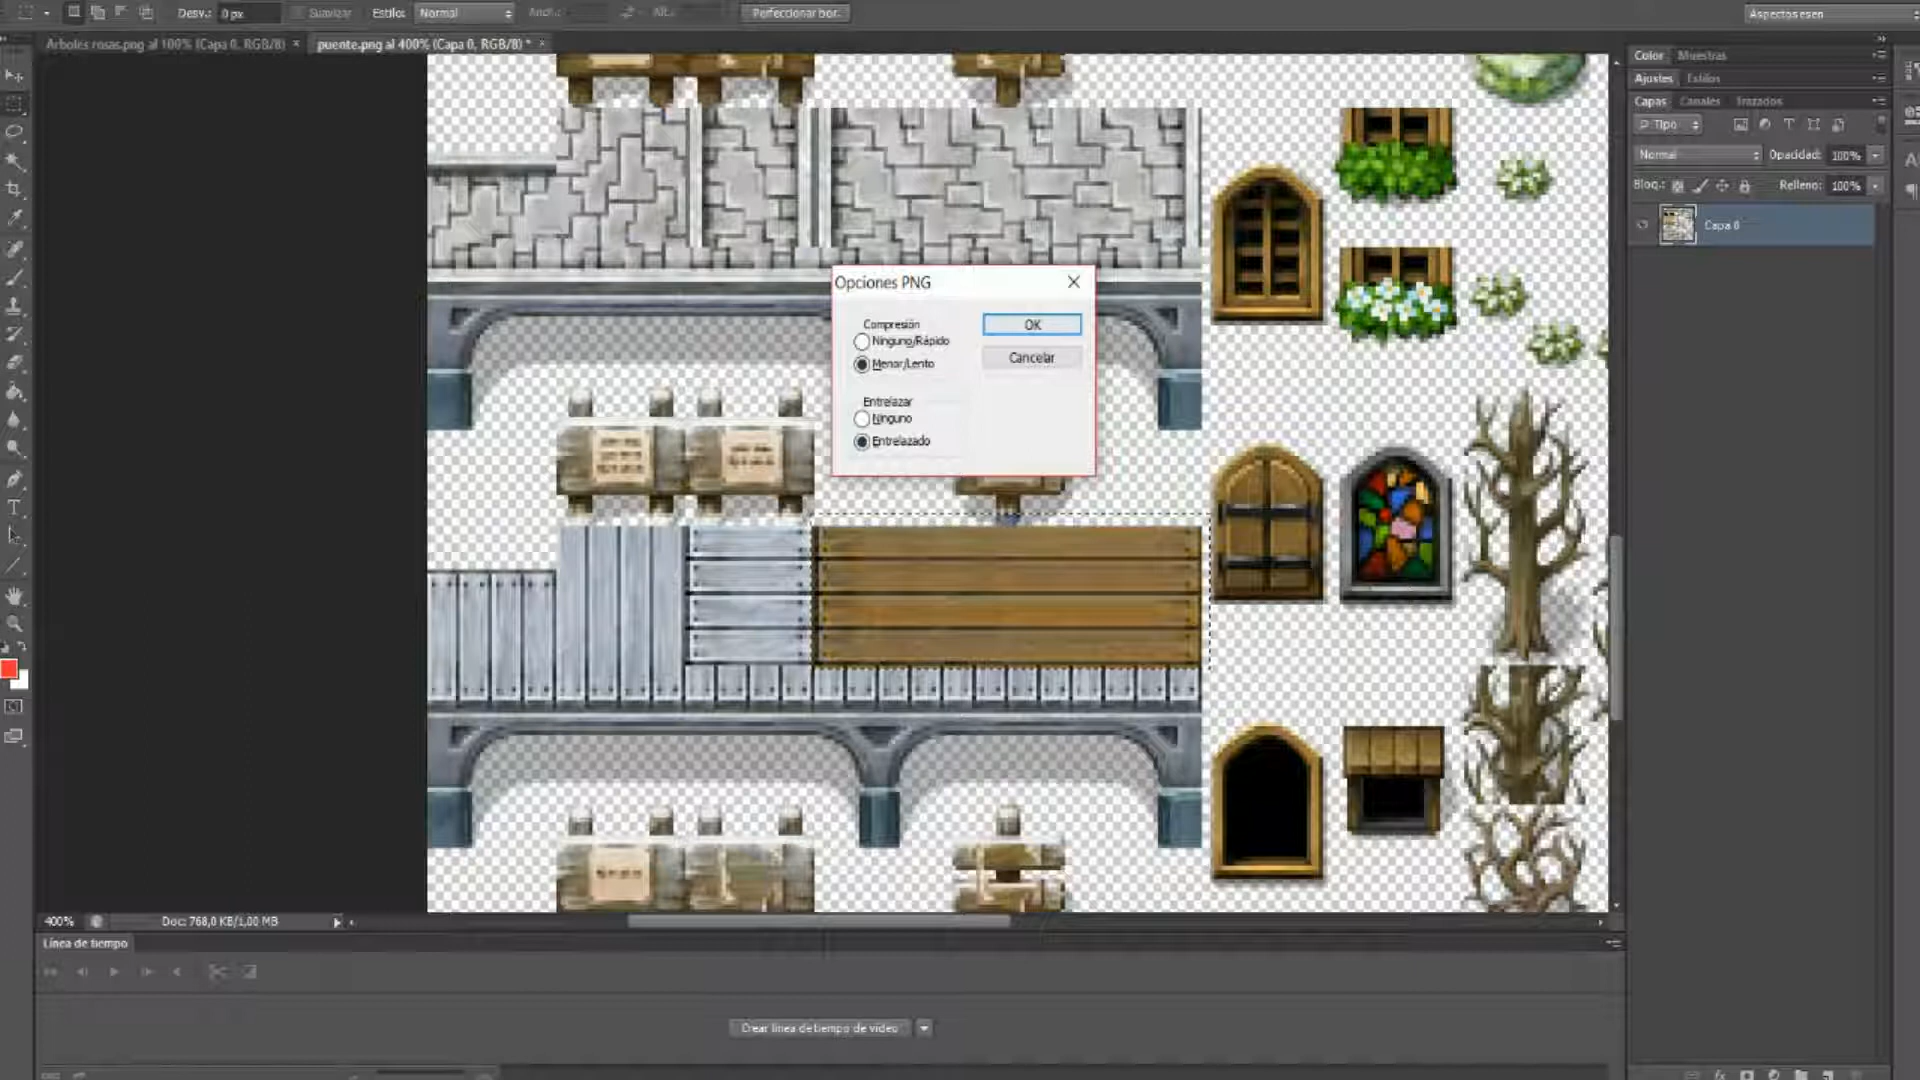 Desv.: 0 px Suavizar Estilo: Normal Anch.: Alt.: Perfeccionar bor. Aspectos esen
Arboles rosas.png al 100% (Capa 0, RGB/8) × puente.png al 400% (Capa 0, RGB/8) * ×
Color Muestras
Ajustes Estilos
Capas Canales Trazados
Tipo
Normal Opacidad: 100%
Bloq.: Relleno: 100%
Capa 0
Opciones PNG
Compresión
Ninguno/Rápido
Menor/Lento
Entrelazar
Ninguno
Entrelazado
OK
Cancelar
400% Doc: 768,0 KB/1,00 MB
Línea de tiempo
Crear línea de tiempo de vídeo